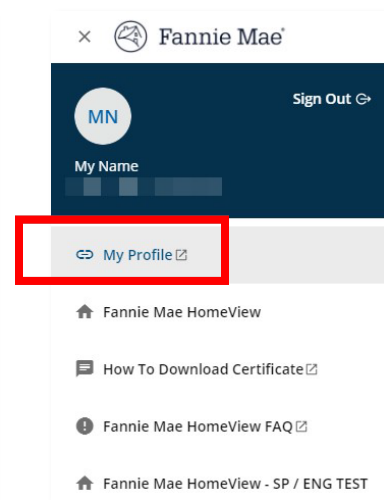 × Fannie Mae®
Sign Out
MN
My Name
My Profile
Fannie Mae HomeView
How To Download Certificate
Fannie Mae HomeView FAQ
Fannie Mae HomeView - SP / ENG TEST